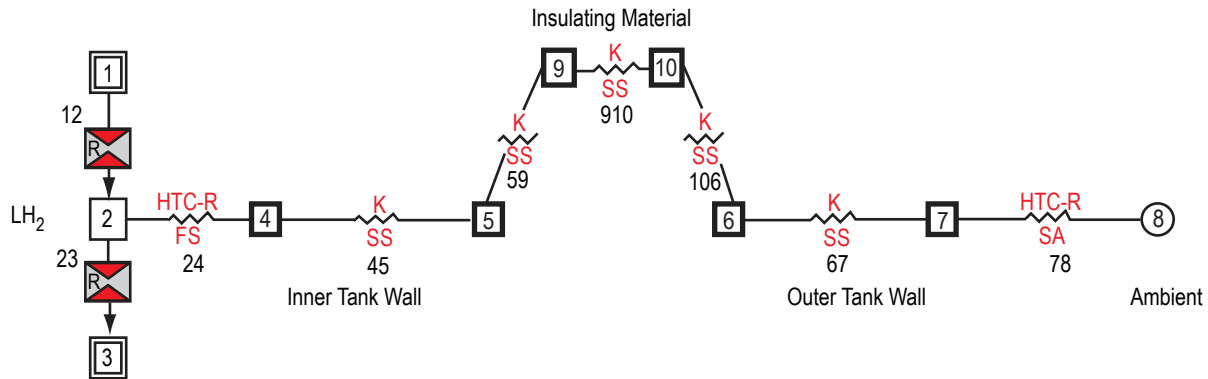 Insulating Material
1
9
K
SS
910
10
12
R
K
SS
59
K
SS
106
LH2
2
HTC-R
FS
24
4
K
SS
45
5
6
K
SS
67
7
HTC-R
SA
78
8
23
R
Inner Tank Wall
Outer Tank Wall
Ambient
3